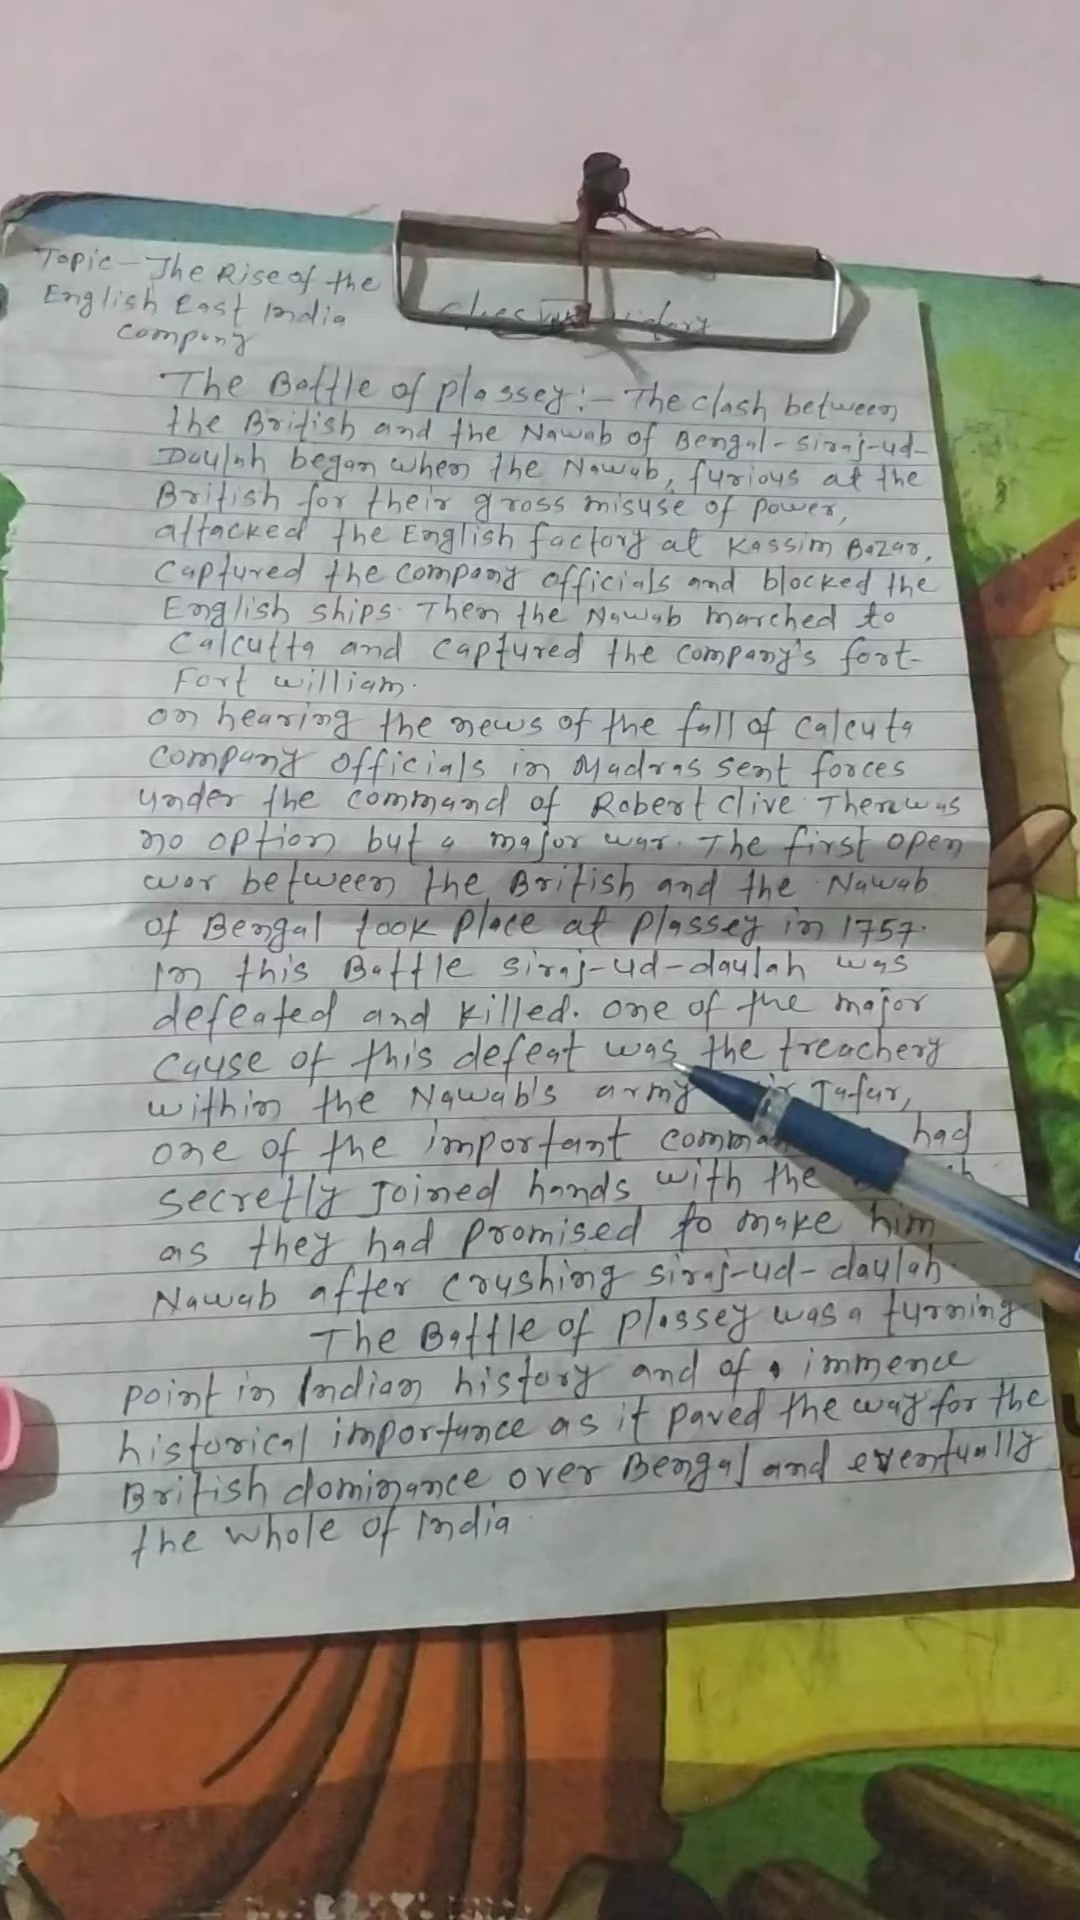 Topic - The Rise of the
English East India
Company
Class history
The Battle of plassey:- The clash between
the British and the Nawab of Bengal - siraj-ud-
Daulah began when the Nawab, furious at the
British for their gross misuse of power,
attacked the English factory at Kassim Bazar,
captured the company officials and blocked the
English ships. Then the Nawab marched to
Calcutta and captured the company's fort-
Fort william.
on hearing the news of the fall of calcuta
company officials in Madras sent forces
under the command of Robert clive. There was
no option but a major war. The first open
war between the British and the Nawab
of Bengal took place at plassey in 1757.
In this Battle siraj-ud-daulah was
defeated and killed. one of the major
cause of this defeat was the treachery
within the Nawab's army Jafar,
one of the important had
secretly joined hands with the
as they had promised to make him
Nawab after crushing siraj-ud-daulah.
The Battle of plassey was a turning
point in Indian history and of immence
historical importance as it paved the way for the
British dominance over Bengal and eventually
the whole of India.